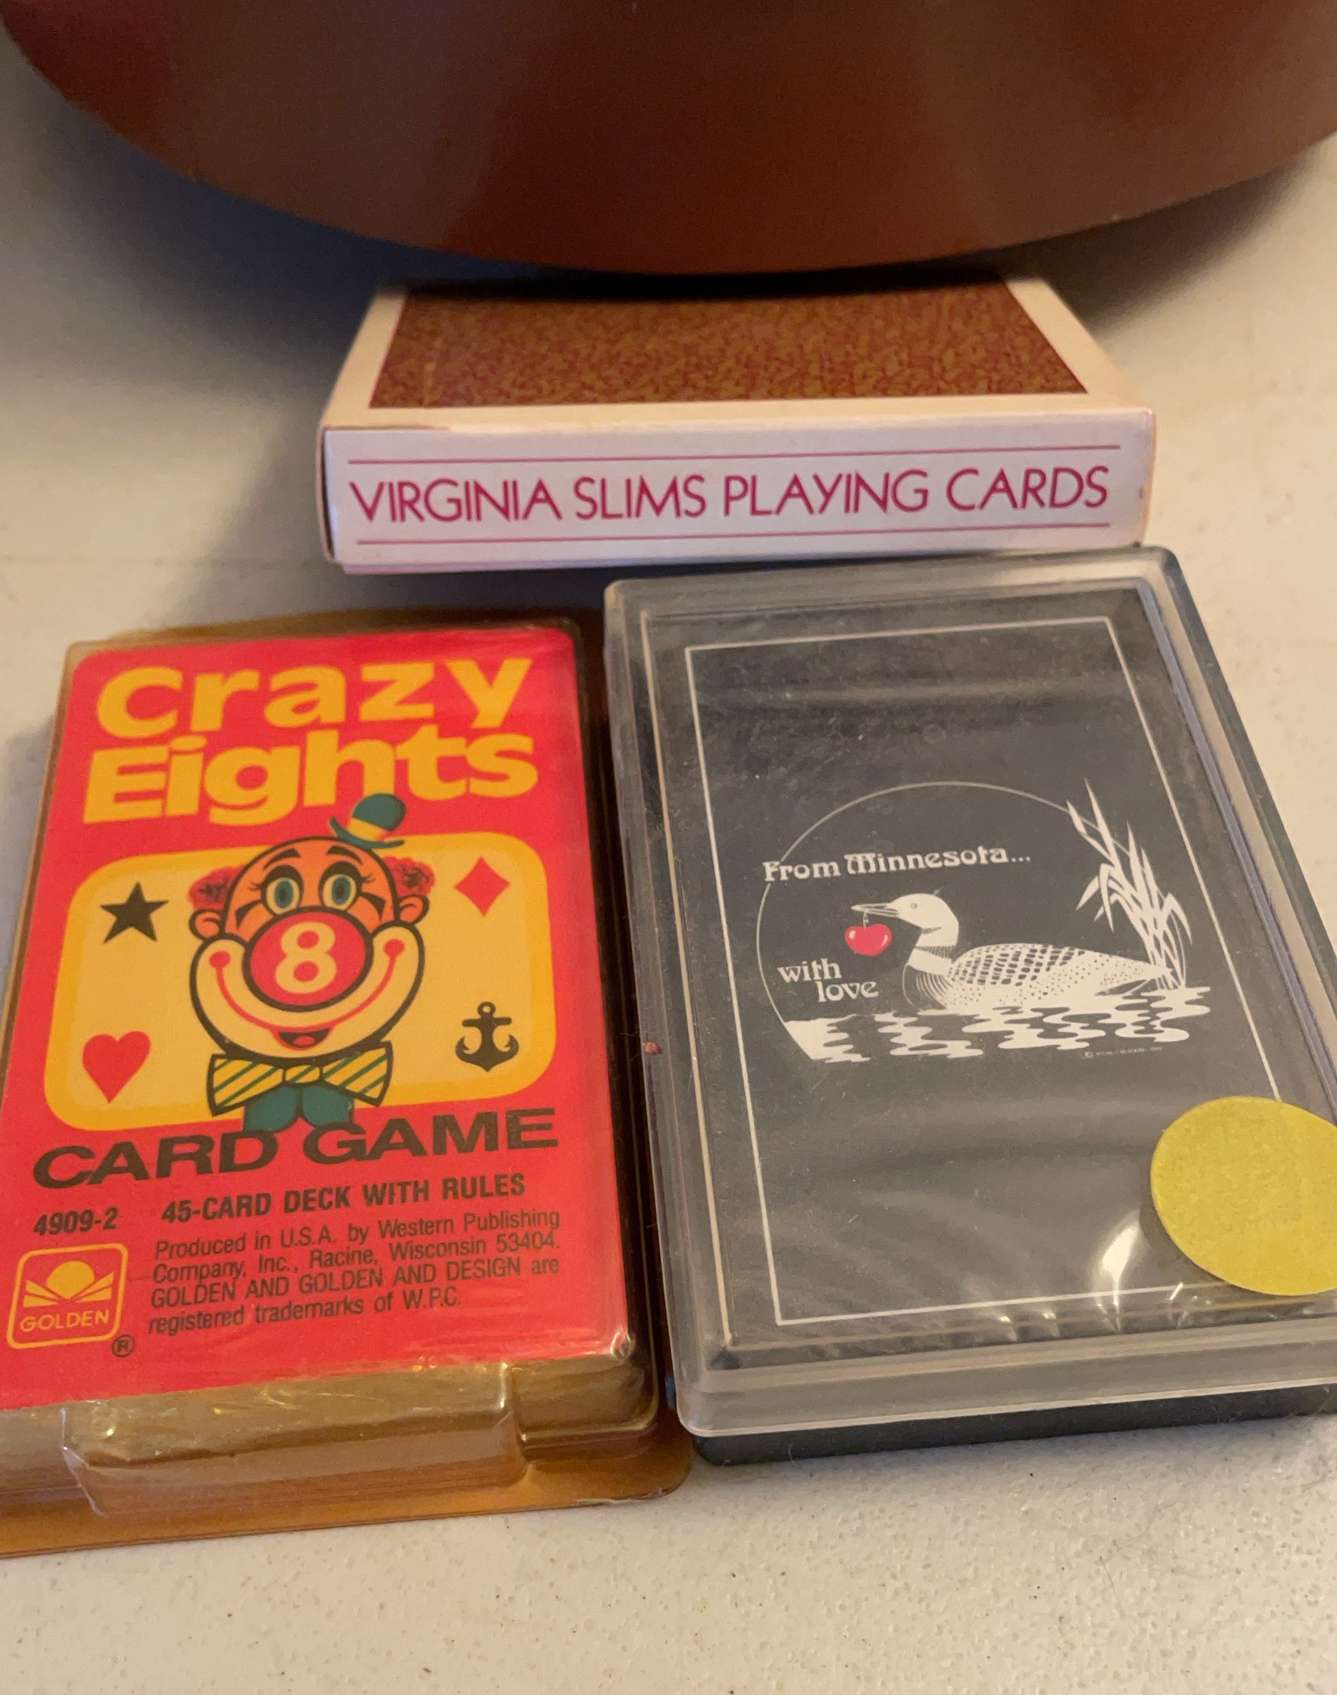 VIRGINIA SLIMS PLAYING CARDS
Crazy
Eights
8
CARD GAME
4909-2 45-CARD DECK WITH RULES
Produced in U.S.A. by Western Publishing
Company, Inc., Racine, Wisconsin 53404.
GOLDEN AND GOLDEN AND DESIGN are
registered trademarks of W.P.C.
GOLDEN
®
From Minnesota...
with
love
©